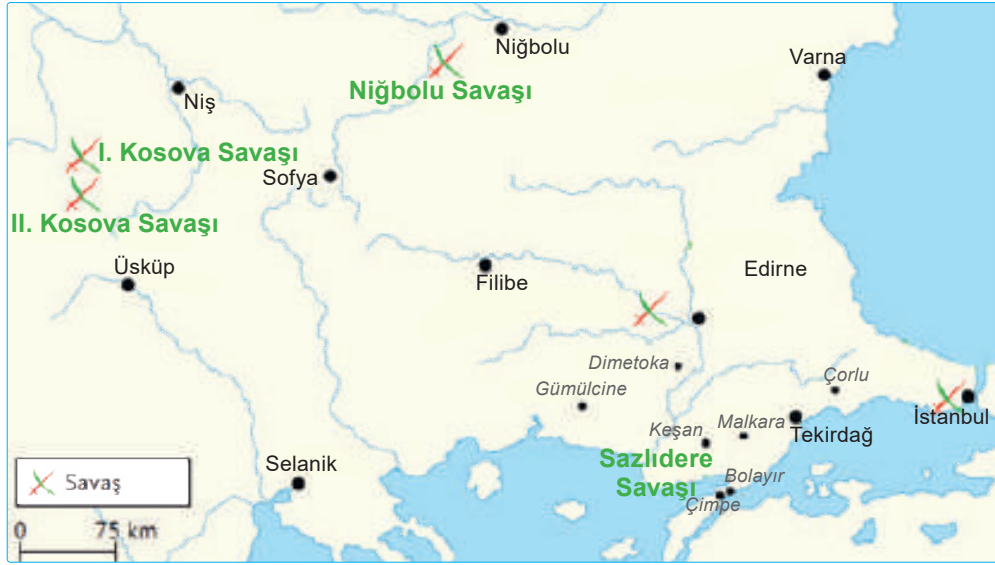 Niğbolu
Varna
Niğbolu Savaşı
Niş
I. Kosova Savaşı
Sofya
II. Kosova Savaşı
Üsküp
Filibe
Edirne
Dimetoka
Gümülcine
Çorlu
İstanbul
Malkara
Keşan
Tekirdağ
Sazlıdere
Savaşı
Bolayır
Çimpe
Selanik
Savaş
0 75 km